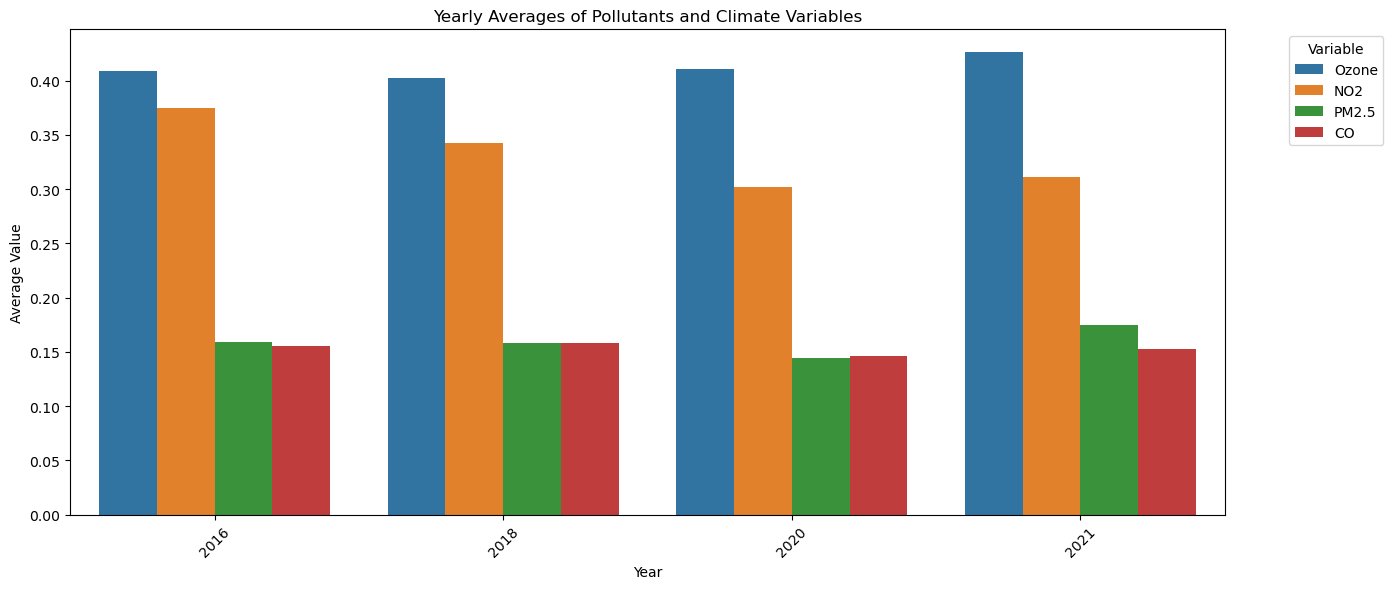 Yearly Averages of Pollutants and Climate Variables
Variable
Ozone
NO2
PM2.5
CO
Average Value
0.40
0.35
0.30
0.25
0.20
0.15
0.10
0.05
0.00
2016
2018
2020
2021
Year